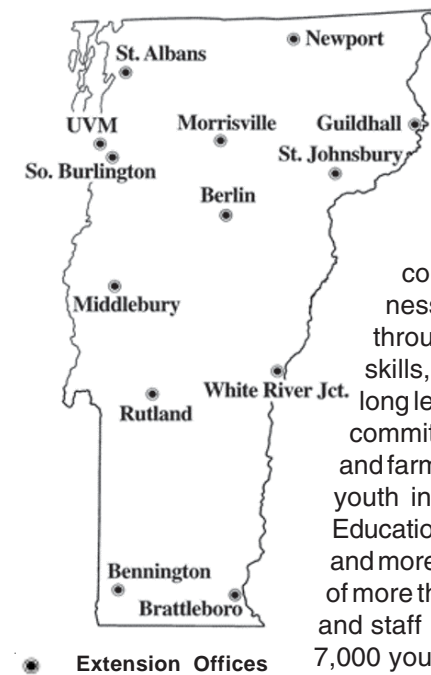 Newport
St. Albans
UVM
Morrisville
Guildhall
So. Burlington
St. Johnsbury
Berlin
Middlebury
White River Jct.
Rutland
Bennington
Brattleboro
Extension Offices
co
ness
throu
skills,
long le
commit
and farm
youth in
Educatio
and more
of more th
and staff
7,000 you